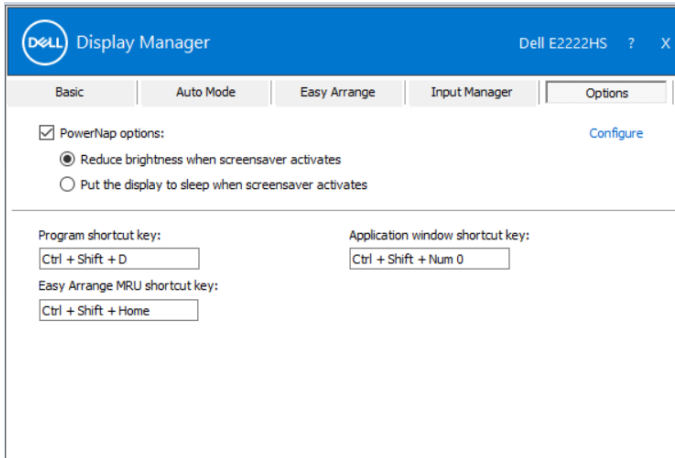 DELL Display Manager Dell E2222HS ? X
Basic Auto Mode Easy Arrange Input Manager Options
PowerNap options: Configure
Reduce brightness when screensaver activates
Put the display to sleep when screensaver activates
Program shortcut key: Application window shortcut key:
Ctrl + Shift + D Ctrl + Shift + Num 0
Easy Arrange MRU shortcut key:
Ctrl + Shift + Home